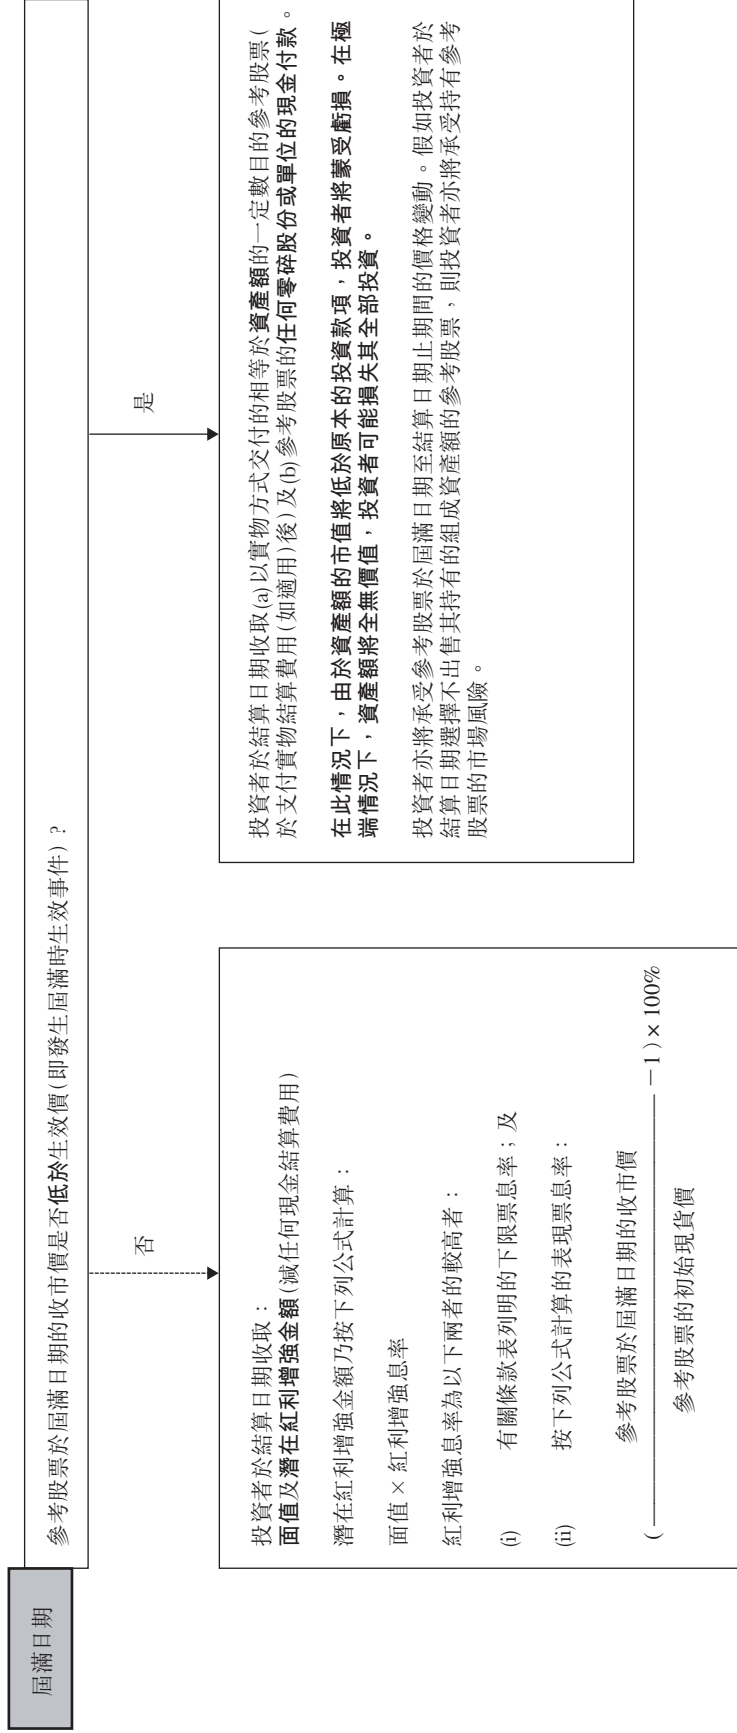 屆滿日期
參考股票於屆滿日期的收市價是否低於生效價(即發生屆滿時生效事件)?
否
是
投資者於結算日期收取:
面值及潛在紅利增強金額(減任何現金結算費用)
潛在紅利增強金額乃按下列公式計算:
面值 × 紅利增強息率
紅利增強息率為以下兩者的較高者:
(i) 有關條款表列明的下限票息率;及
(ii) 按下列公式計算的表現票息率:
參考股票於屆滿日期的收市價
( ———————————— －1 ) × 100%
參考股票的初始現貨價
投資者於結算日期收取(a)以實物方式交付的相等於資產額的一定數目的參考股票(
於支付實物結算費用(如適用)後)及(b)參考股票的任何零碎股份或單位的現金付款。
在此情況下,由於資產額的市值將低於原本的投資款項,投資者將蒙受虧損。在極
端情況下,資產額將全無價值,投資者可能損失其全部投資。
投資者亦將承受參考股票於屆滿日期至結算日期止期間的價格變動。假如投資者於
結算日期選擇不出售其持有的組成資產額的參考股票,則投資者亦將承受持有參考
股票的市場風險。